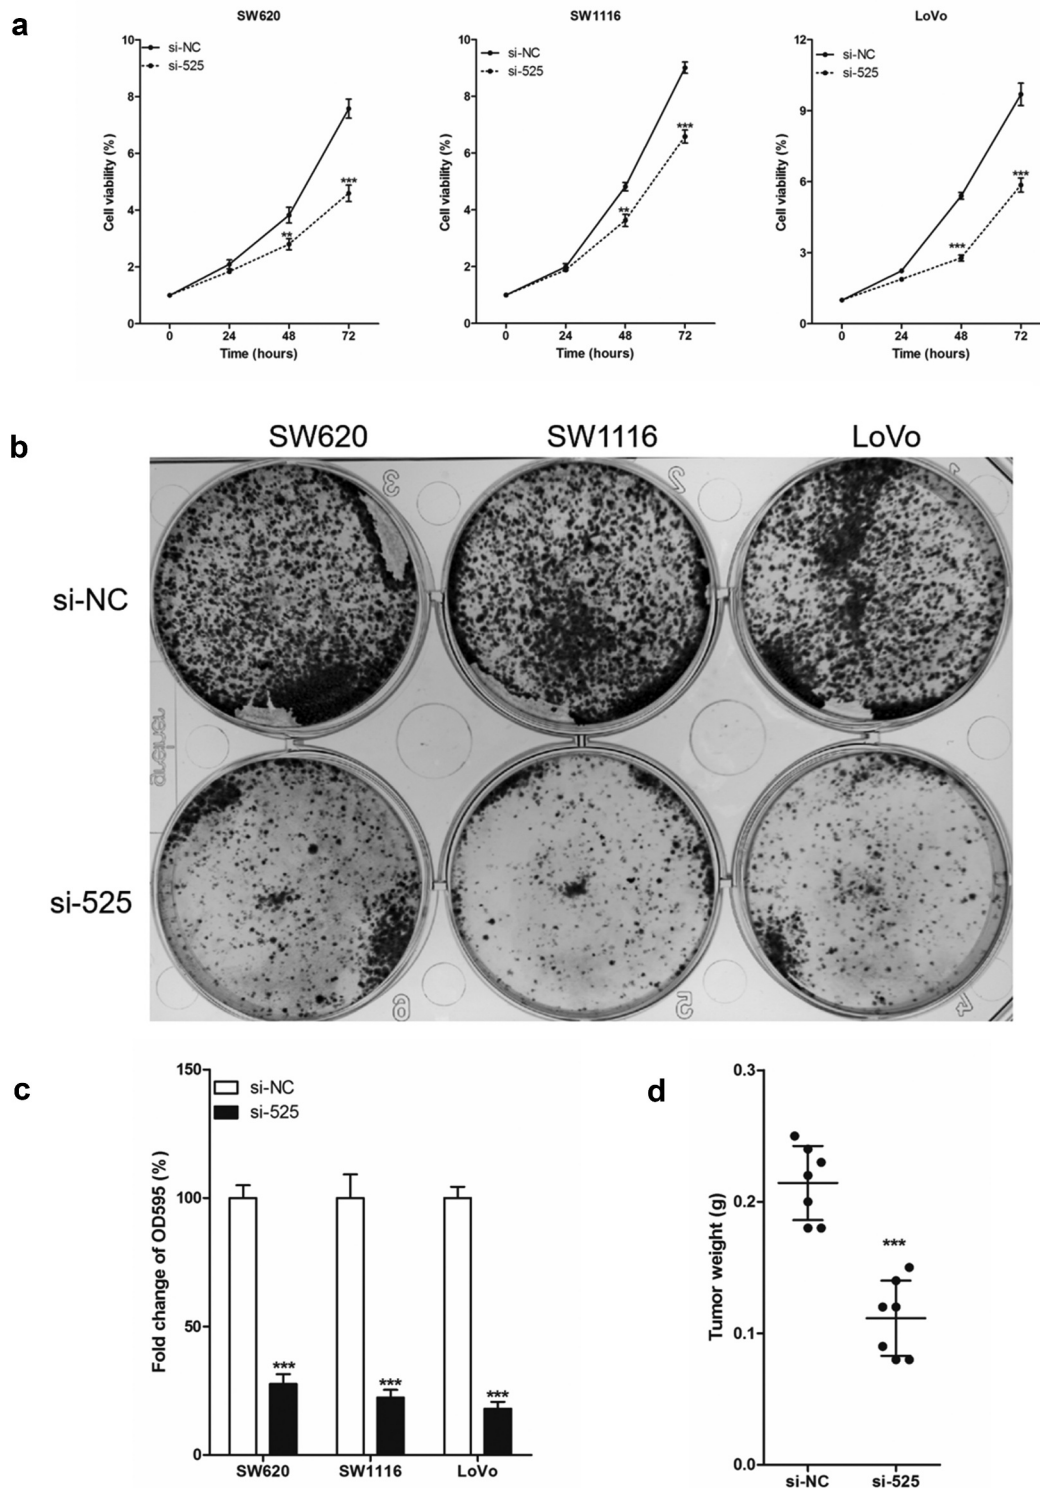 a
SW620
SW1116
LoVo
10
8
6
4
2
0
Cell viability (%)
si-NC
si-525
**
***
0 24 48 72
Time (hours)
10
8
6
4
2
0
Cell viability (%)
si-NC
si-525
**
***
0 24 48 72
Time (hours)
12
9
6
3
0
Cell viability (%)
si-NC
si-525
***
***
0 24 48 72
Time (hours)
b
SW620 SW1116 LoVo
si-NC
3 2 1
si-525
6 5 4
c
150
100
50
0
Fold change of OD595 (%)
si-NC
si-525
*** *** ***
SW620 SW1116 LoVo
d
0.3
0.2
0.1
0.0
Tumor weight (g)
***
si-NC si-525